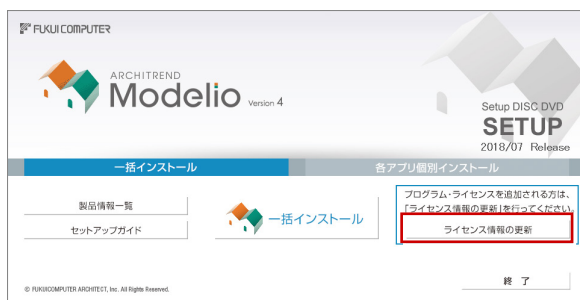 FUKUI COMPUTER
ARCHITREND
Modelio Version 4
Setup DISC DVD
SETUP
2018/07 Release
一括インストール
各アプリ個別インストール
製品情報一覧
セットアップガイド
一括インストール
プログラム・ライセンスを追加される方は、
「ライセンス情報の更新」を行ってください。
ライセンス情報の更新
© FUKUICOMPUTER ARCHITECT, Inc. All Rights Reserved.
終 了